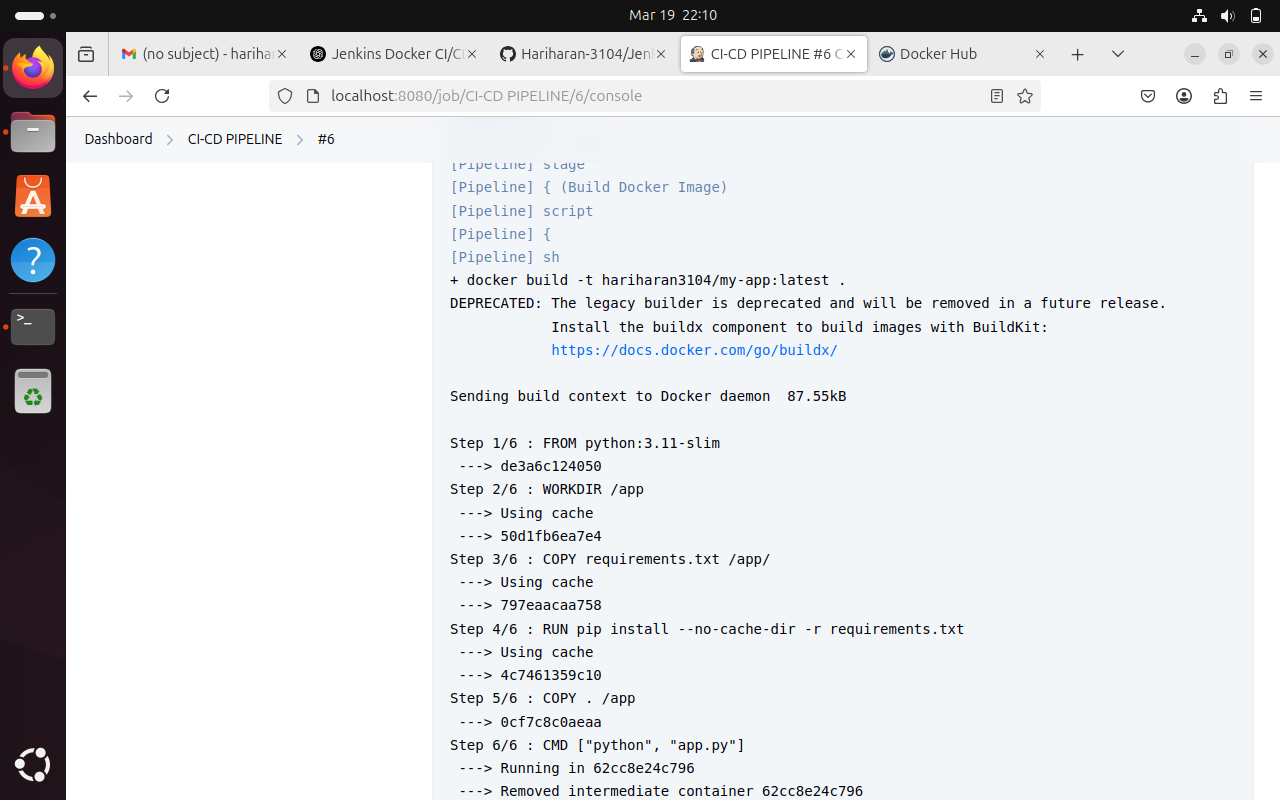 Mar 19 22:10
(no subject) - hariha
Jenkins Docker CI/C
Hariharan-3104/Jen
CI-CD PIPELINE #6 C
Docker Hub
localhost:8080/job/CI-CD PIPELINE/6/console
Dashboard
CI-CD PIPELINE
#6
[Pipeline] stage
[Pipeline] { (Build Docker Image)
[Pipeline] script
[Pipeline] {
[Pipeline] sh
+ docker build -t hariharan3104/my-app:latest .
DEPRECATED: The legacy builder is deprecated and will be removed in a future release.
Install the buildx component to build images with BuildKit:
https://docs.docker.com/go/buildx/
Sending build context to Docker daemon  87.55kB
Step 1/6 : FROM python:3.11-slim
---> de3a6c124050
Step 2/6 : WORKDIR /app
---> Using cache
---> 50d1fb6ea7e4
Step 3/6 : COPY requirements.txt /app/
---> Using cache
---> 797eaacaa758
Step 4/6 : RUN pip install --no-cache-dir -r requirements.txt
---> Using cache
---> 4c7461359c10
Step 5/6 : COPY . /app
---> 0cf7c8c0aeaa
Step 6/6 : CMD ["python", "app.py"]
---> Running in 62cc8e24c796
---> Removed intermediate container 62cc8e24c796